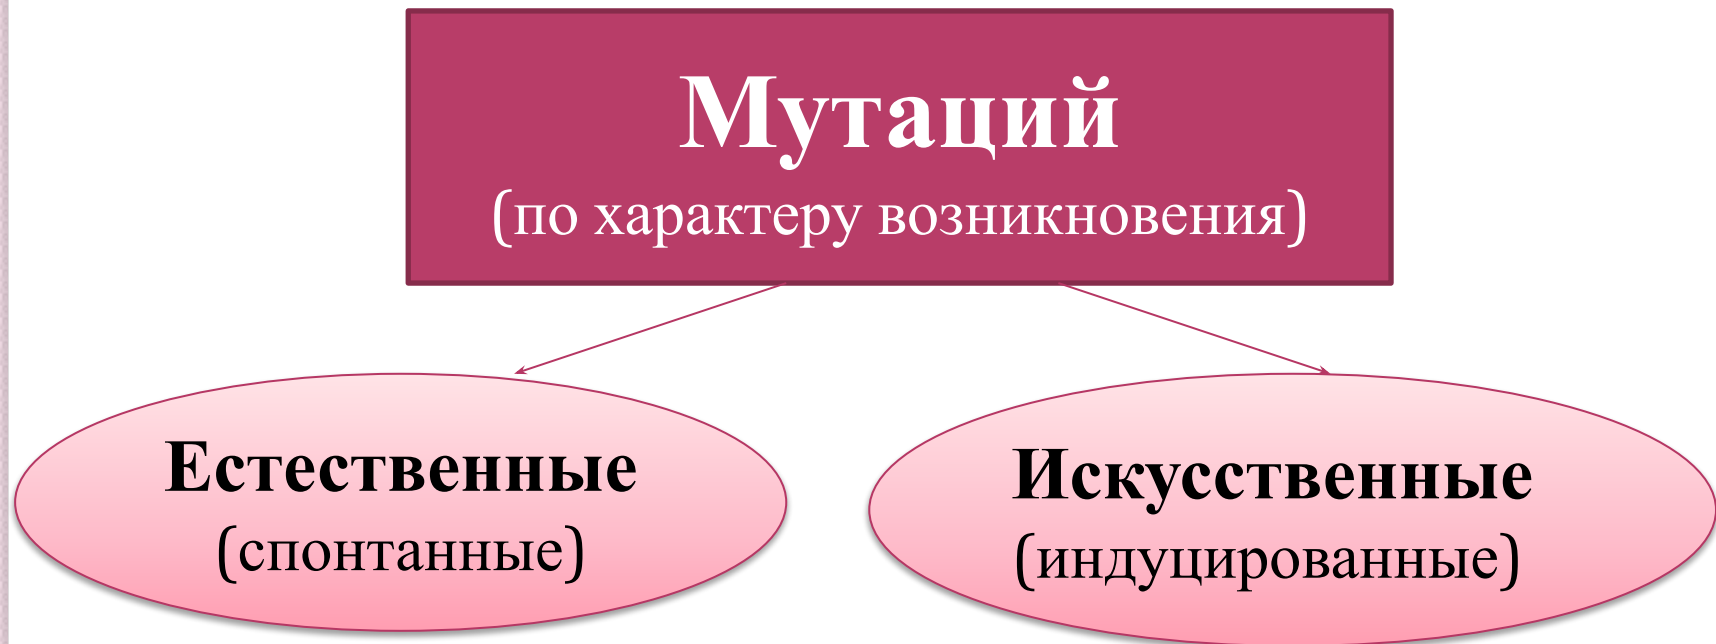 Мутаций
(по характеру возникновения)
Естественные
(спонтанные)
Искусственные
(индуцированные)